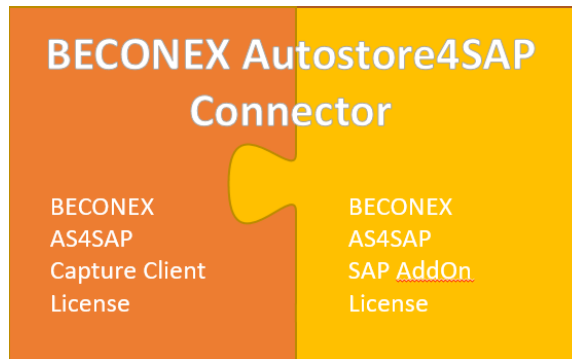 BECONEX Autostore4SAP
Connector
BECONEX
AS4SAP
Capture Client
License
BECONEX
AS4SAP
SAP AddOn
License